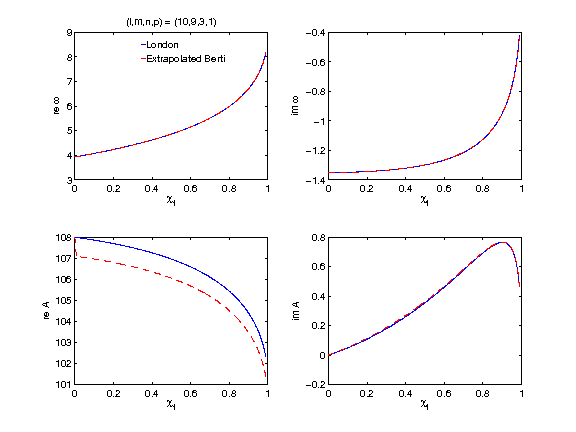 (l,m,n,p) = (10,9,3,1)
9
8
7
6
5
4
3
re ω
London
Extrapolated Berti
0 0.2 0.4 0.6 0.8 1
χf
-0.4
-0.6
-0.8
-1
-1.2
-1.4
im ω
0 0.2 0.4 0.6 0.8 1
χf
108
107
106
105
104
103
102
101
re A
0 0.2 0.4 0.6 0.8 1
χf
0.8
0.6
0.4
0.2
0
-0.2
im A
0 0.2 0.4 0.6 0.8 1
χf